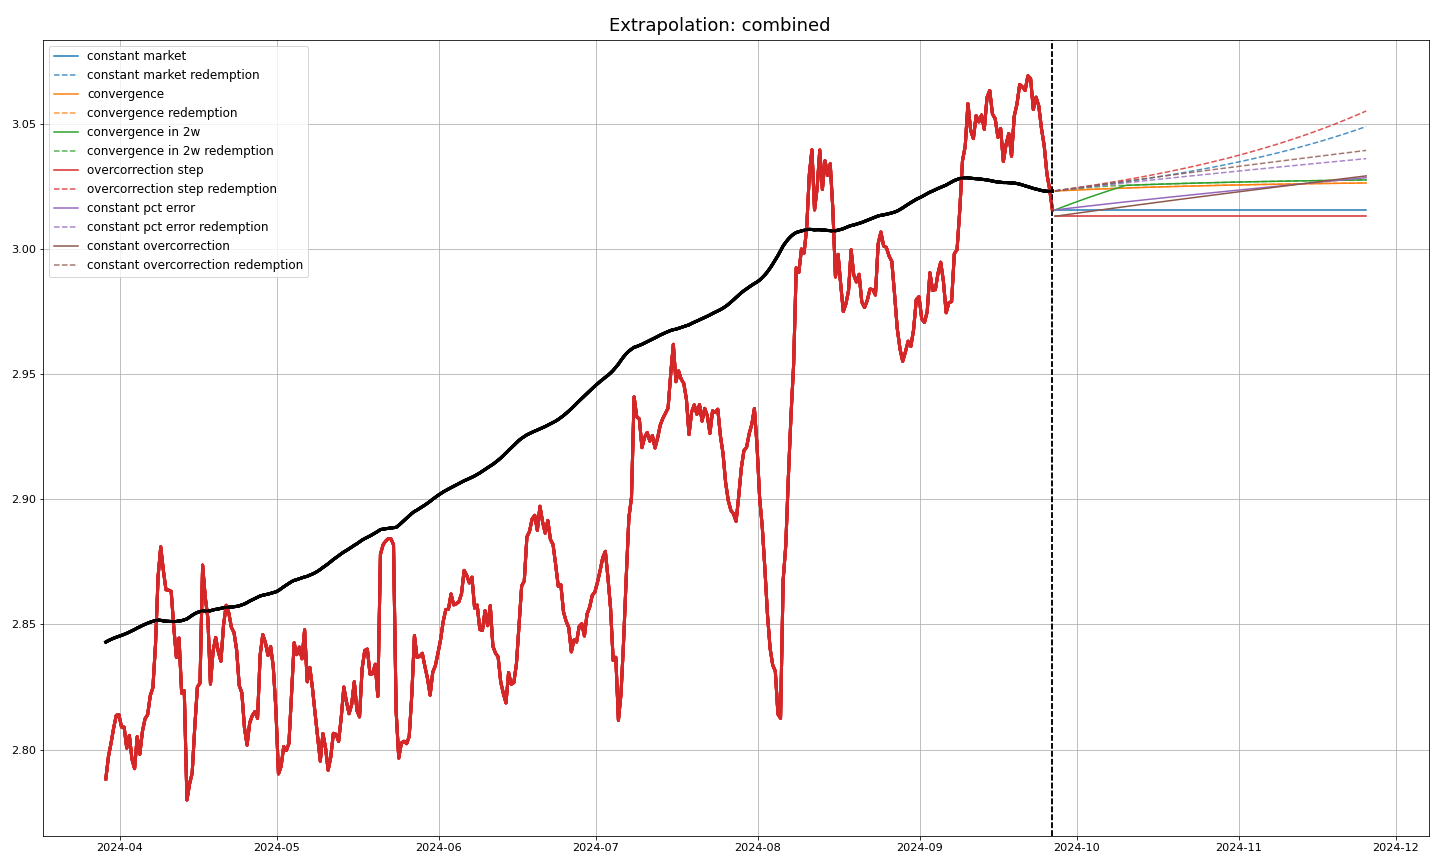 Extrapolation: combined
constant market
constant market redemption
convergence
convergence redemption
convergence in 2w
convergence in 2w redemption
overcorrection step
overcorrection step redemption
constant pct error
constant pct error redemption
constant overcorrection
constant overcorrection redemption
3.05
3.00
2.95
2.90
2.85
2.80
2024-04 2024-05 2024-06 2024-07 2024-08 2024-09 2024-10 2024-11 2024-12